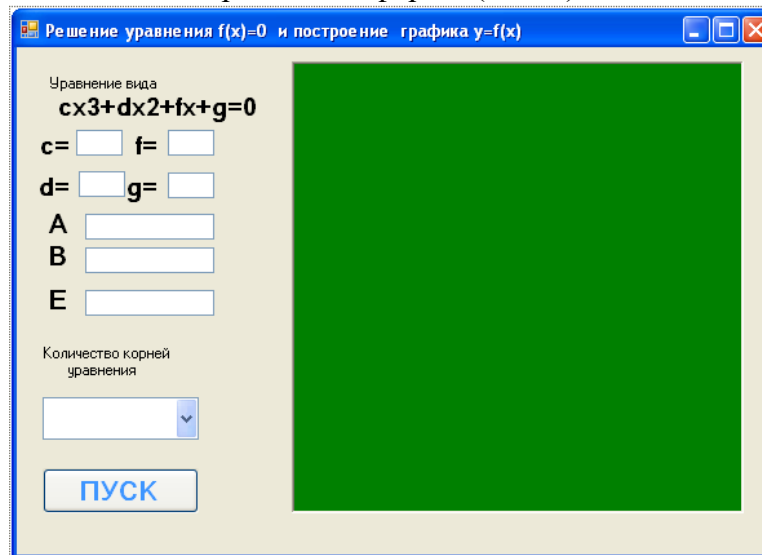 Решение уравнения f(x)=0 и построение графика y=f(x)
Уравнение вида
cx3+dx2+fx+g=0
c= f=
d= g=
A
B
E
Количество корней
уравнения
ПУСК